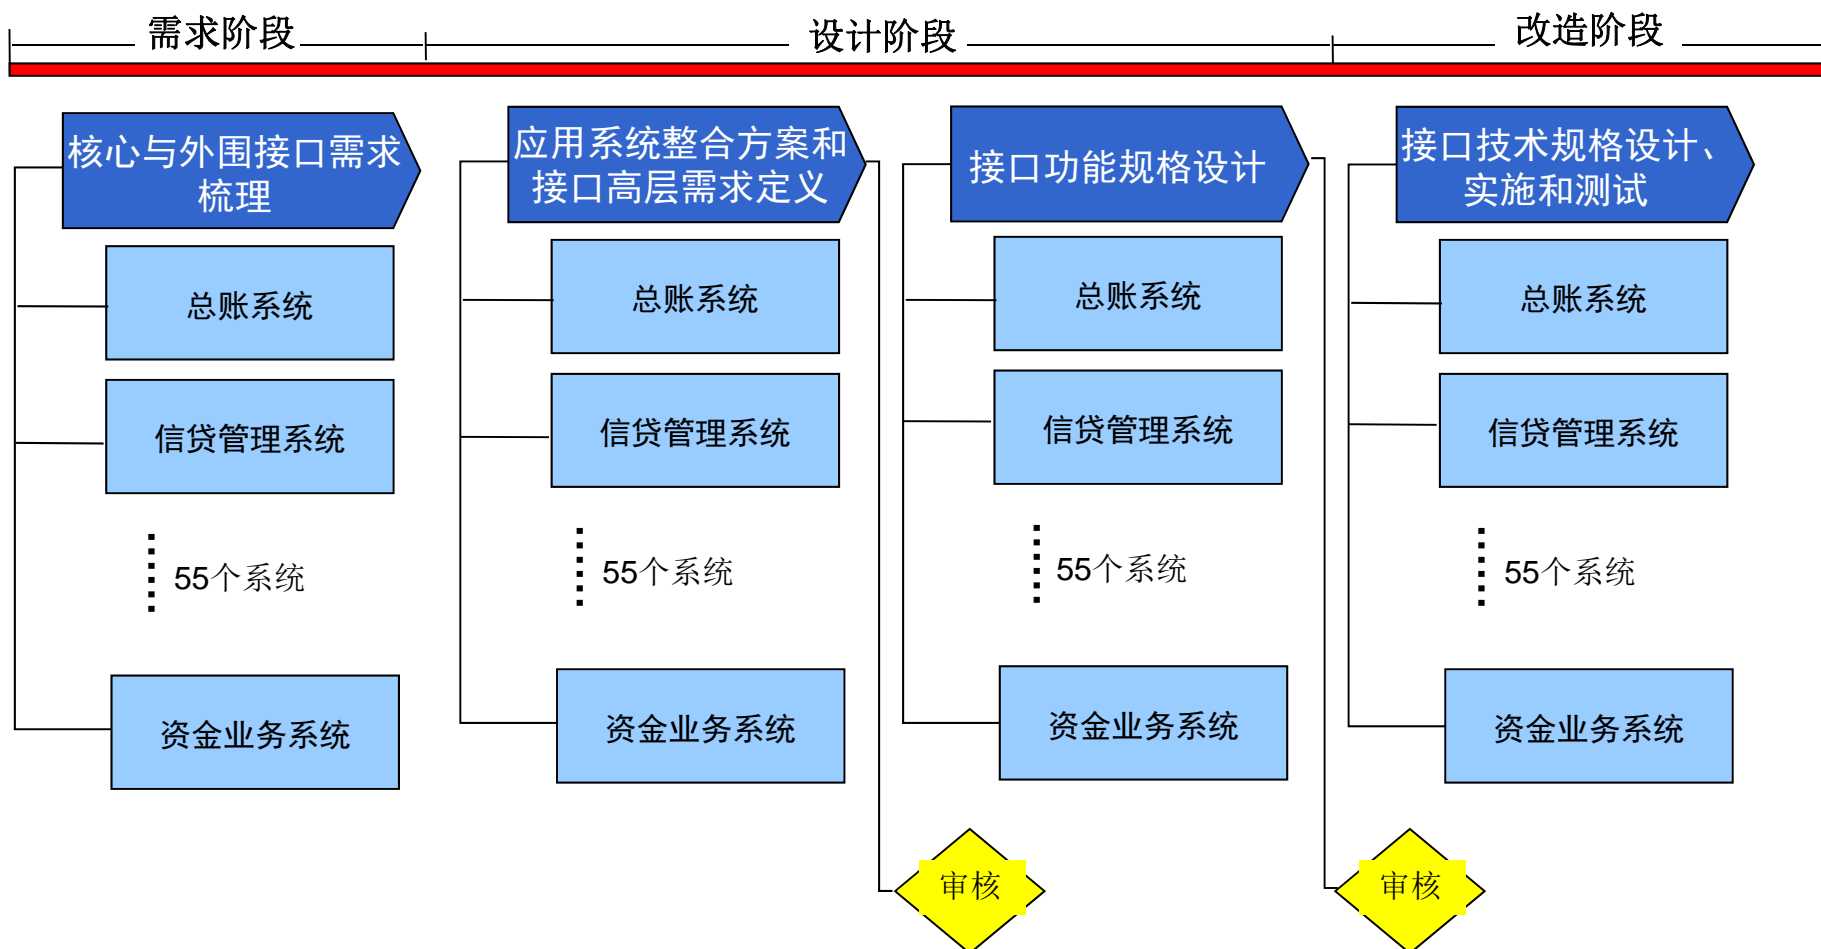 需求阶段
设计阶段
改造阶段
核心与外围接口需求
梳理
应用系统整合方案和
接口高层需求定义
接口功能规格设计
接口技术规格设计、
实施和测试
总账系统
总账系统
总账系统
总账系统
信贷管理系统
信贷管理系统
信贷管理系统
信贷管理系统
55个系统
55个系统
55个系统
55个系统
资金业务系统
资金业务系统
资金业务系统
资金业务系统
审核
审核